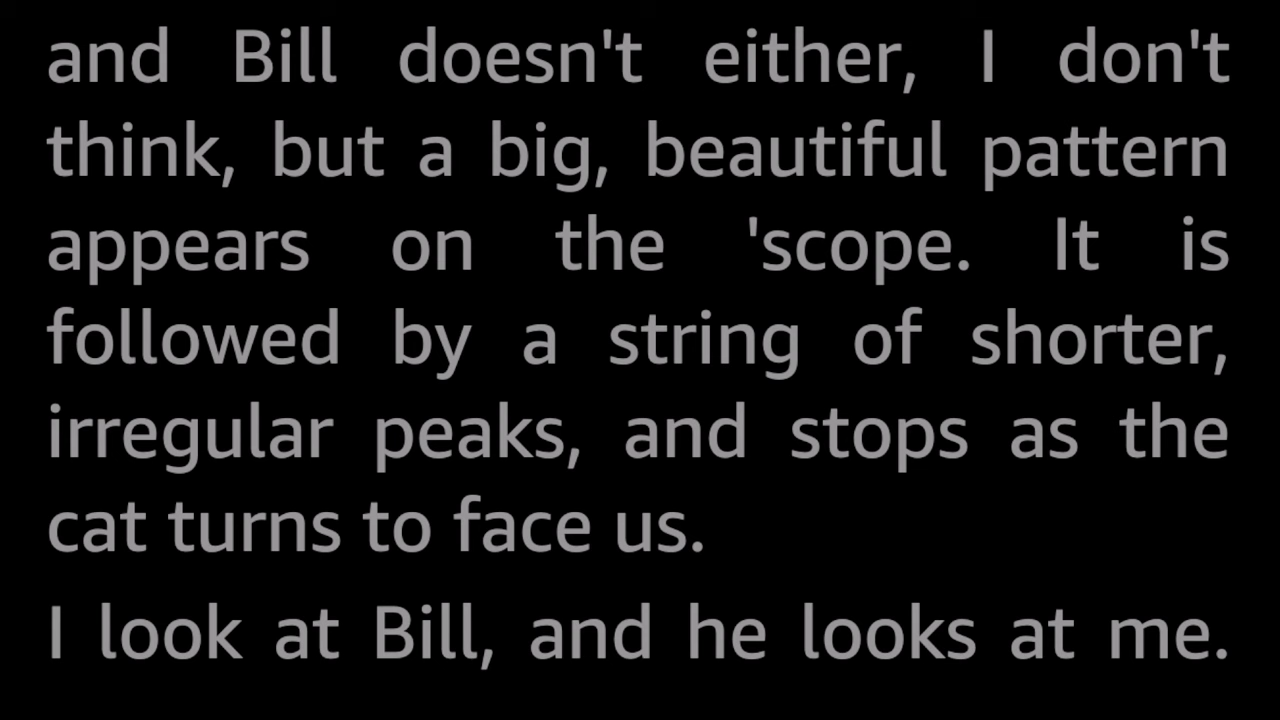 and Bill doesn't either, I don't
think, but a big, beautiful pattern
appears on the 'scope. It is
followed by a string of shorter,
irregular peaks, and stops as the
cat turns to face us.
I look at Bill, and he looks at me.